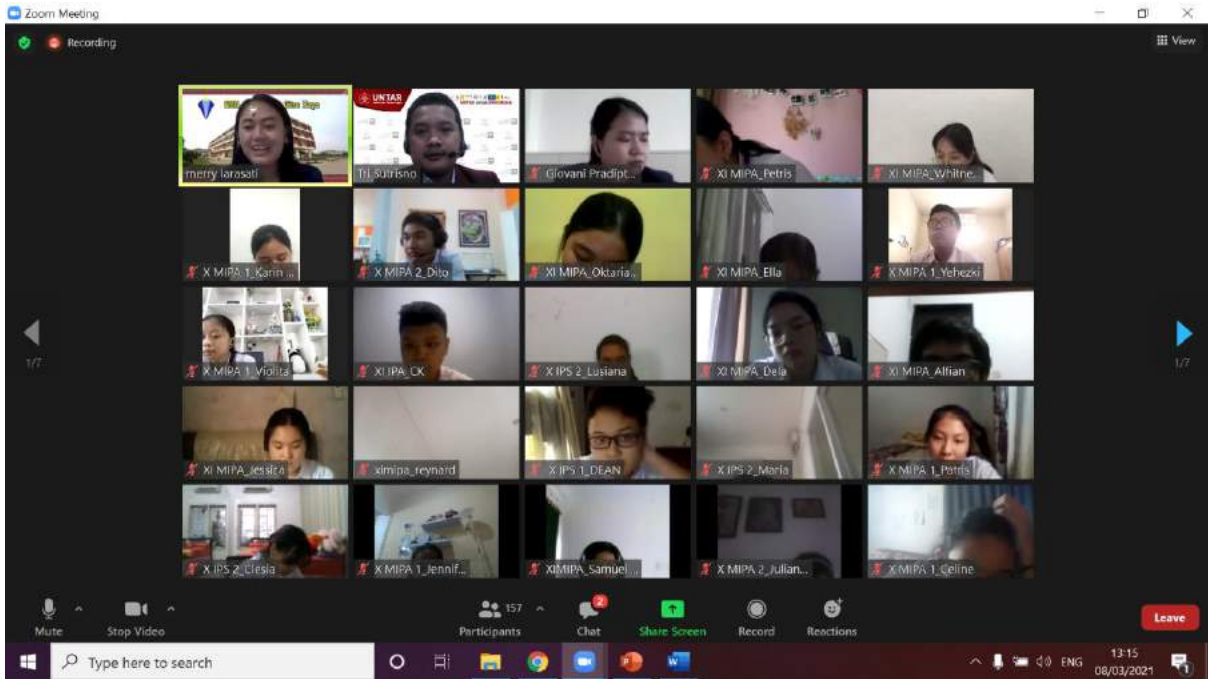 Zoom Meeting
Recording
View
merry larasati
UNTAR
Tri Sutrisno
Giovani Pradipt...
XI MIPA_Petris
XI MIPA_Whitne...
X MIPA 1_Karin ...
X MIPA 2_Dito
XI MIPA_Oktaria...
XI MIPA_Ella
X MIPA 1_Yehezki
X MIPA 1_Violita
XI IPA_CK
X IPS 2_Lusiana
XI MIPA_Dela
XI MIPA_Alfian
1/7
1/7
XI MIPA_Jessica
ximipa_reynard
X IPS 1_DEAN
X IPS 2_Maria
X MIPA 1_Patris
X IPS 2_Clesia
X MIPA 1_Jennif...
XIMIPA_Samuel ...
X MIPA 2_Julian...
X MIPA 1_Celine
157
2
Mute
Stop Video
Participants
Chat
Share Screen
Record
Reactions
Leave
Type here to search
ENG
13:15
08/03/2021
1